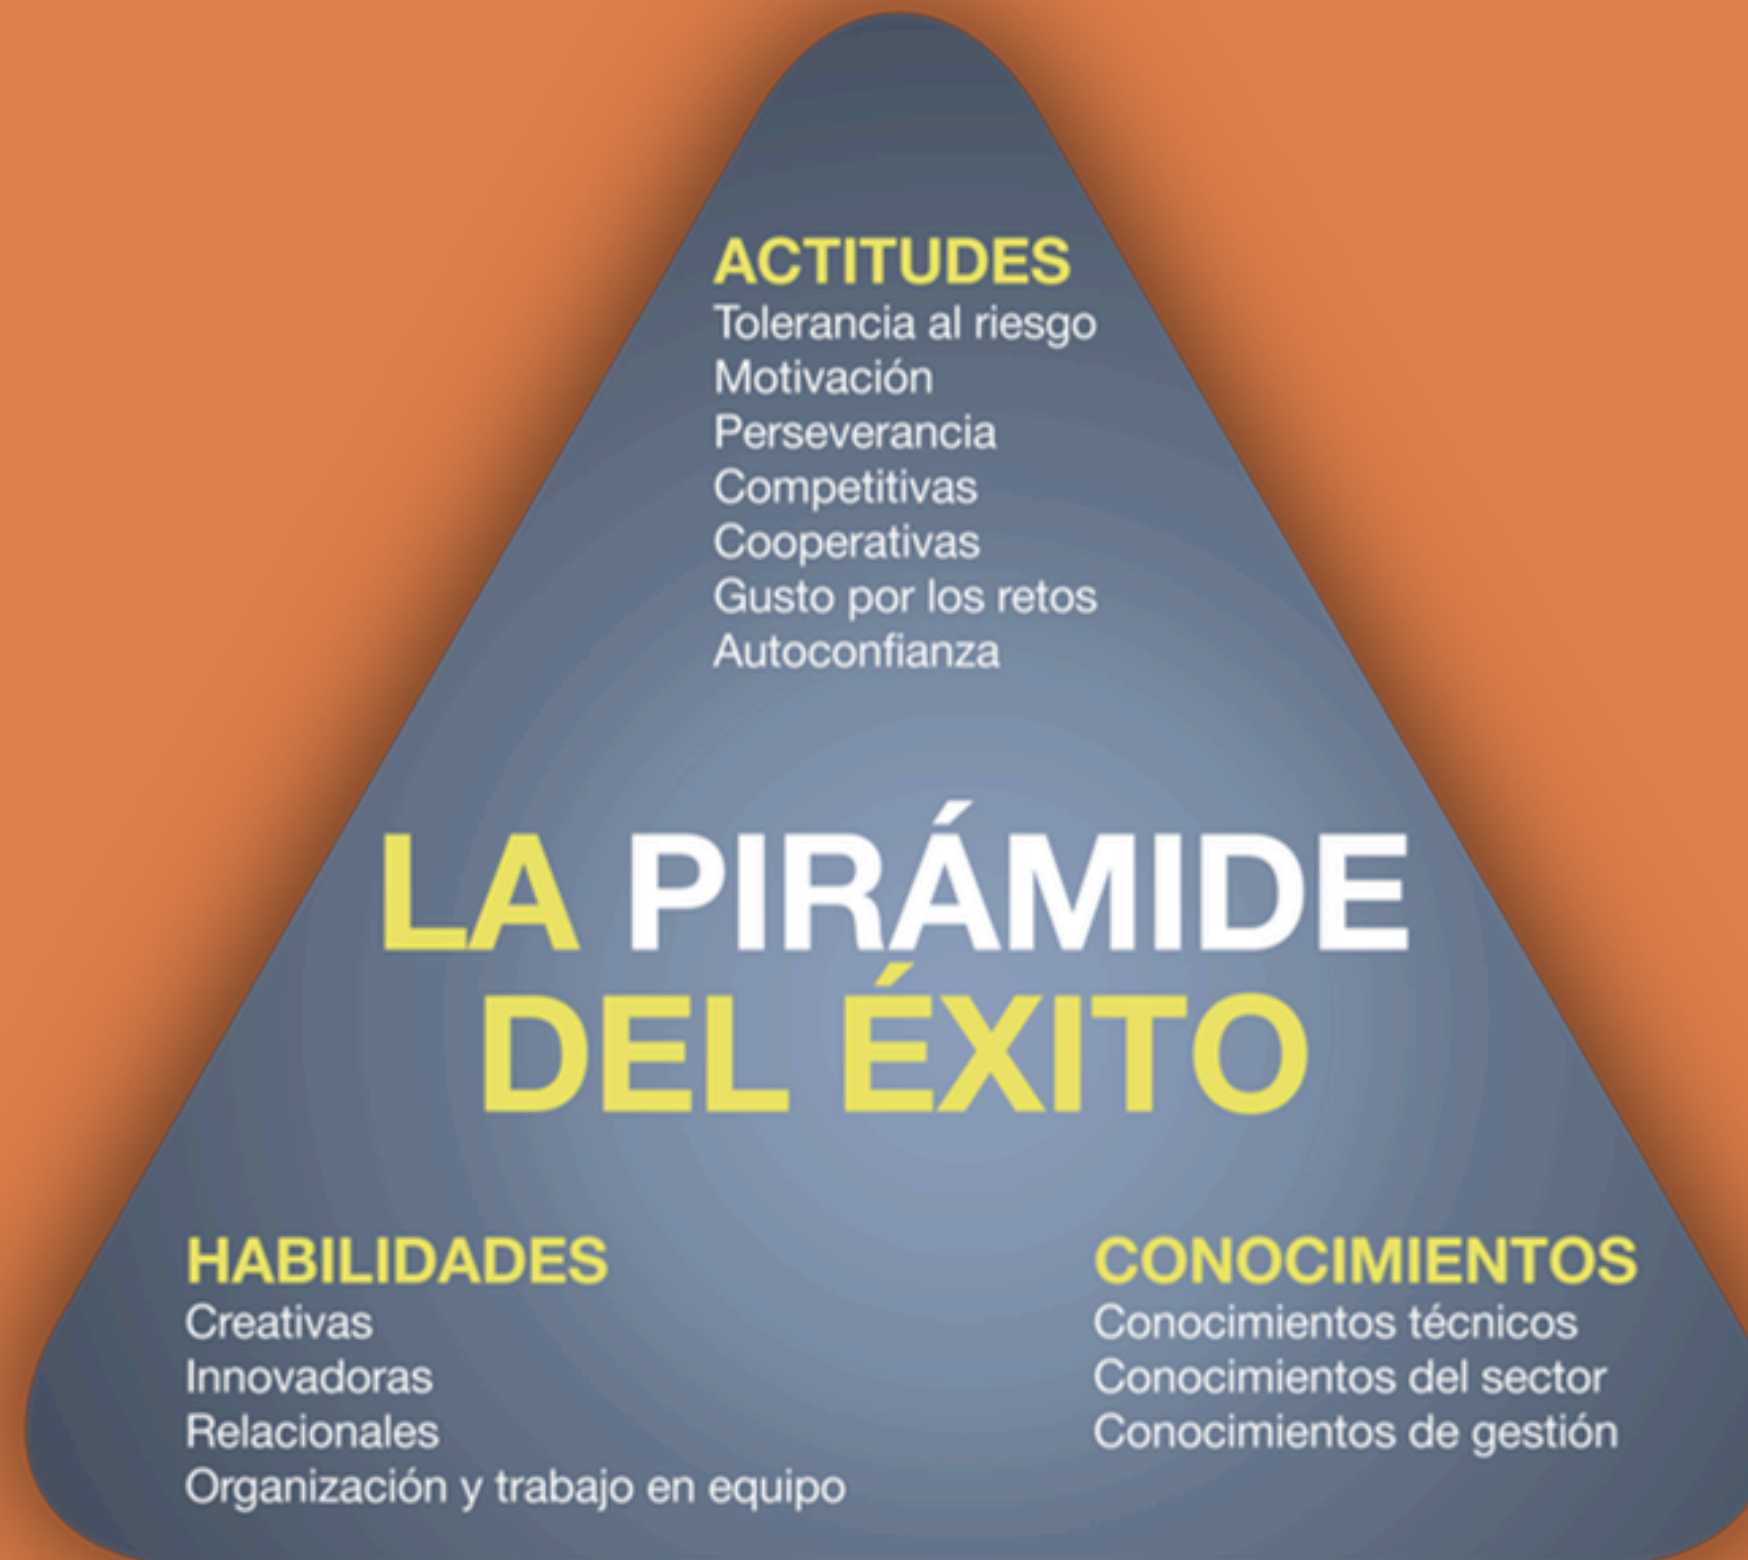 ACTITUDES
Tolerancia al riesgo
Motivación
Perseverancia
Competitivas
Cooperativas
Gusto por los retos
Autoconfianza
LA PIRÁMIDE
DEL ÉXITO
HABILIDADES
Creativas
Innovadoras
Relacionales
Organización y trabajo en equipo
CONOCIMIENTOS
Conocimientos técnicos
Conocimientos del sector
Conocimientos de gestión